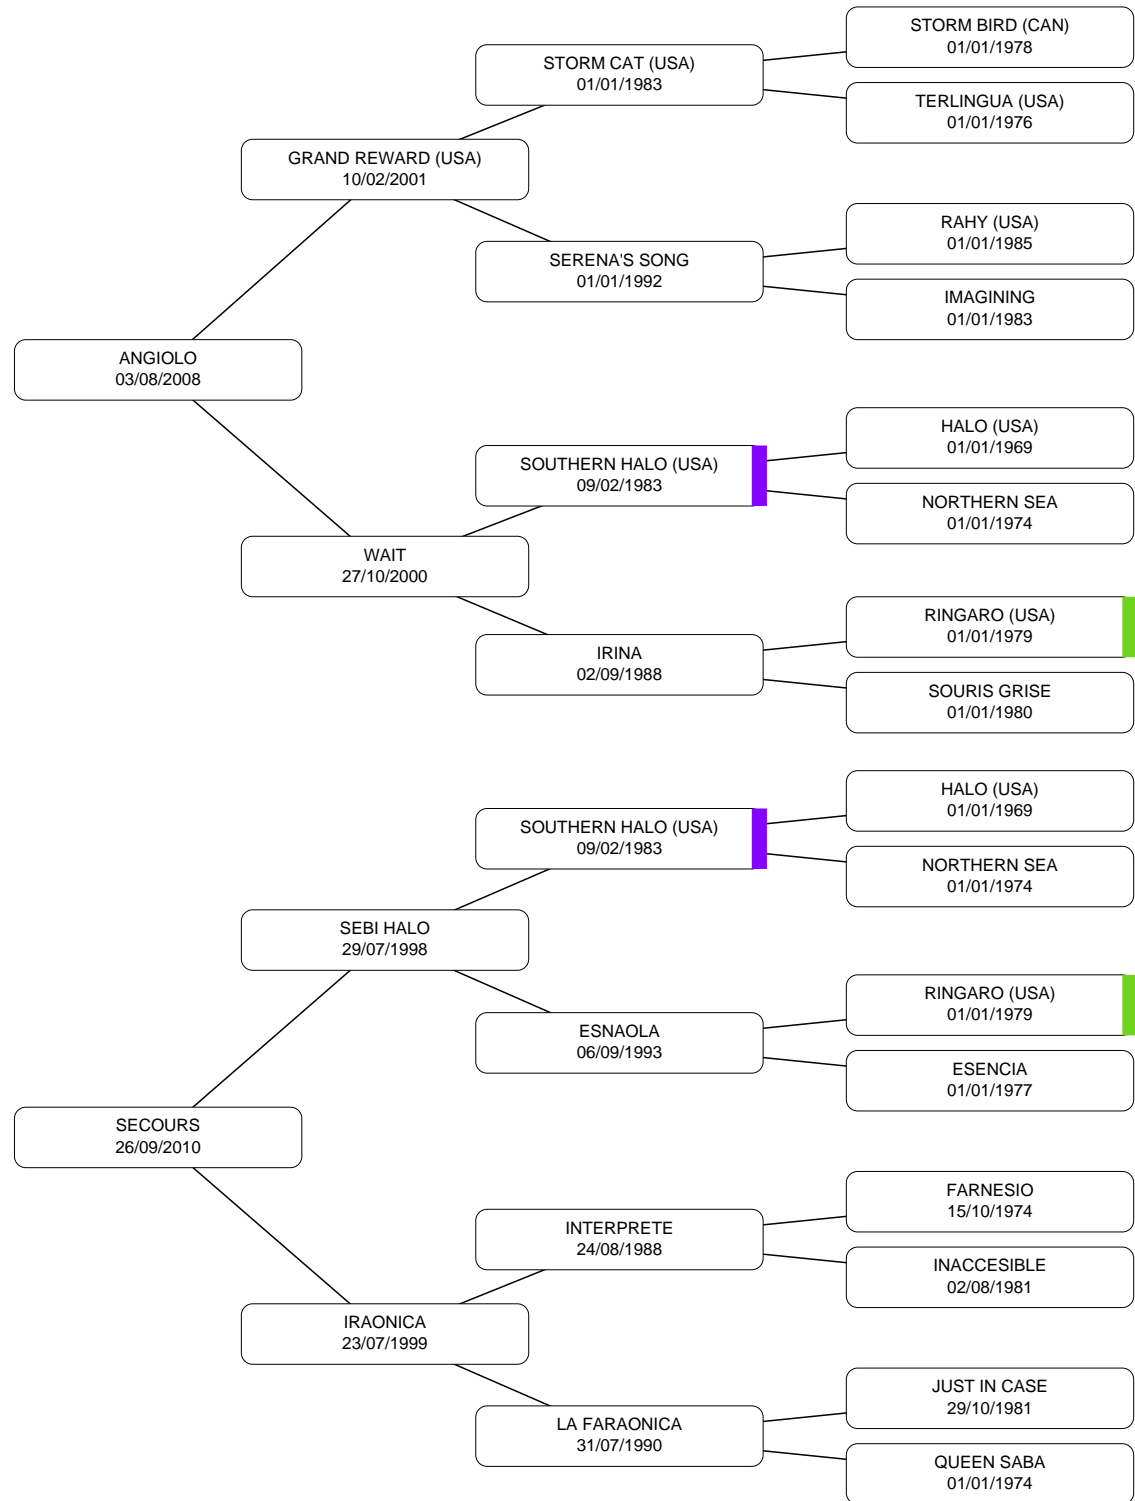 STORM BIRD (CAN)
01/01/1978
STORM CAT (USA)
01/01/1983
TERLINGUA (USA)
01/01/1976
GRAND REWARD (USA)
10/02/2001
RAHY (USA)
01/01/1985
SERENA'S SONG
01/01/1992
IMAGINING
01/01/1983
ANGIOLO
03/08/2008
HALO (USA)
01/01/1969
SOUTHERN HALO (USA)
09/02/1983
NORTHERN SEA
01/01/1974
WAIT
27/10/2000
RINGARO (USA)
01/01/1979
IRINA
02/09/1988
SOURIS GRISE
01/01/1980
HALO (USA)
01/01/1969
SOUTHERN HALO (USA)
09/02/1983
NORTHERN SEA
01/01/1974
SEBI HALO
29/07/1998
RINGARO (USA)
01/01/1979
ESNAOLA
06/09/1993
ESENCIA
01/01/1977
SECOURS
26/09/2010
FARNESIO
15/10/1974
INTERPRETE
24/08/1988
INACCESIBLE
02/08/1981
IRAONICA
23/07/1999
JUST IN CASE
29/10/1981
LA FARAONICA
31/07/1990
QUEEN SABA
01/01/1974